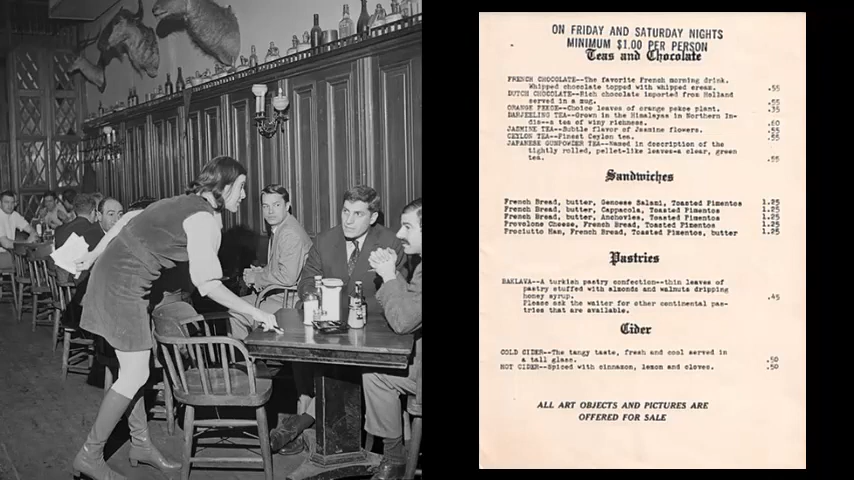 ON FRIDAY AND SATURDAY NIGHTS
MINIMUM $1.00 PER PERSON
Teas and Chocolate
FRENCH CHOCOLATE--The favorite French morning drink.
Whipped chocolate topped with whipped cream. .55
DUTCH CHOCOLATE--Rich chocolate imported from Holland
served in a mug. .55
ORANGE PEKOE--Choice leaves of orange pekoe plant. .35
DARJEELING TEA--Grown in the Himalayas in Northern In-
dia--a tea of winy richness. .60
JASMINE TEA--Subtle flavor of Jasmine flowers. .55
CEYLON TEA--Finest Ceylon tea. .55
JAPANESE GUNPOWDER TEA--Named in description of the
tightly rolled, pellet-like leaves-a clear, green
tea. .55
Sandwiches
French Bread, butter, Genoese Salami, Toasted Pimentos 1.25
French Bread, butter, Cappacola, Toasted Pimentos 1.25
French Bread, butter, Anchovies, Toasted Pimentos 1.25
Provolone Cheese, French Bread, Toasted Pimentos 1.25
Prociutto Ham, French Bread, Toasted Pimentos, butter 1.25
Pastries
BAKLAVA--A turkish pastry confection--thin leaves of
pastry stuffed with almonds and walnuts dripping
honey syrup. .45
Please ask the waiter for other continental pas-
tries that are available.
Cider
COLD CIDER--The tangy taste, fresh and cool served in
a tall glass. .50
HOT CIDER--Spiced with cinnamon, lemon and cloves. .50
ALL ART OBJECTS AND PICTURES ARE
OFFERED FOR SALE